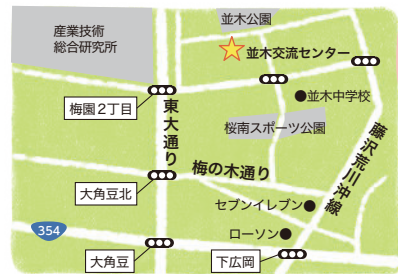 産業技術
総合研究所
並木公園
並木交流センター
並木中学校
梅園2丁目
東大通り
桜南スポーツ公園
藤沢荒川沖線
梅の木通り
大角豆北
セブンイレブン
354
ローソン
大角豆
下広岡